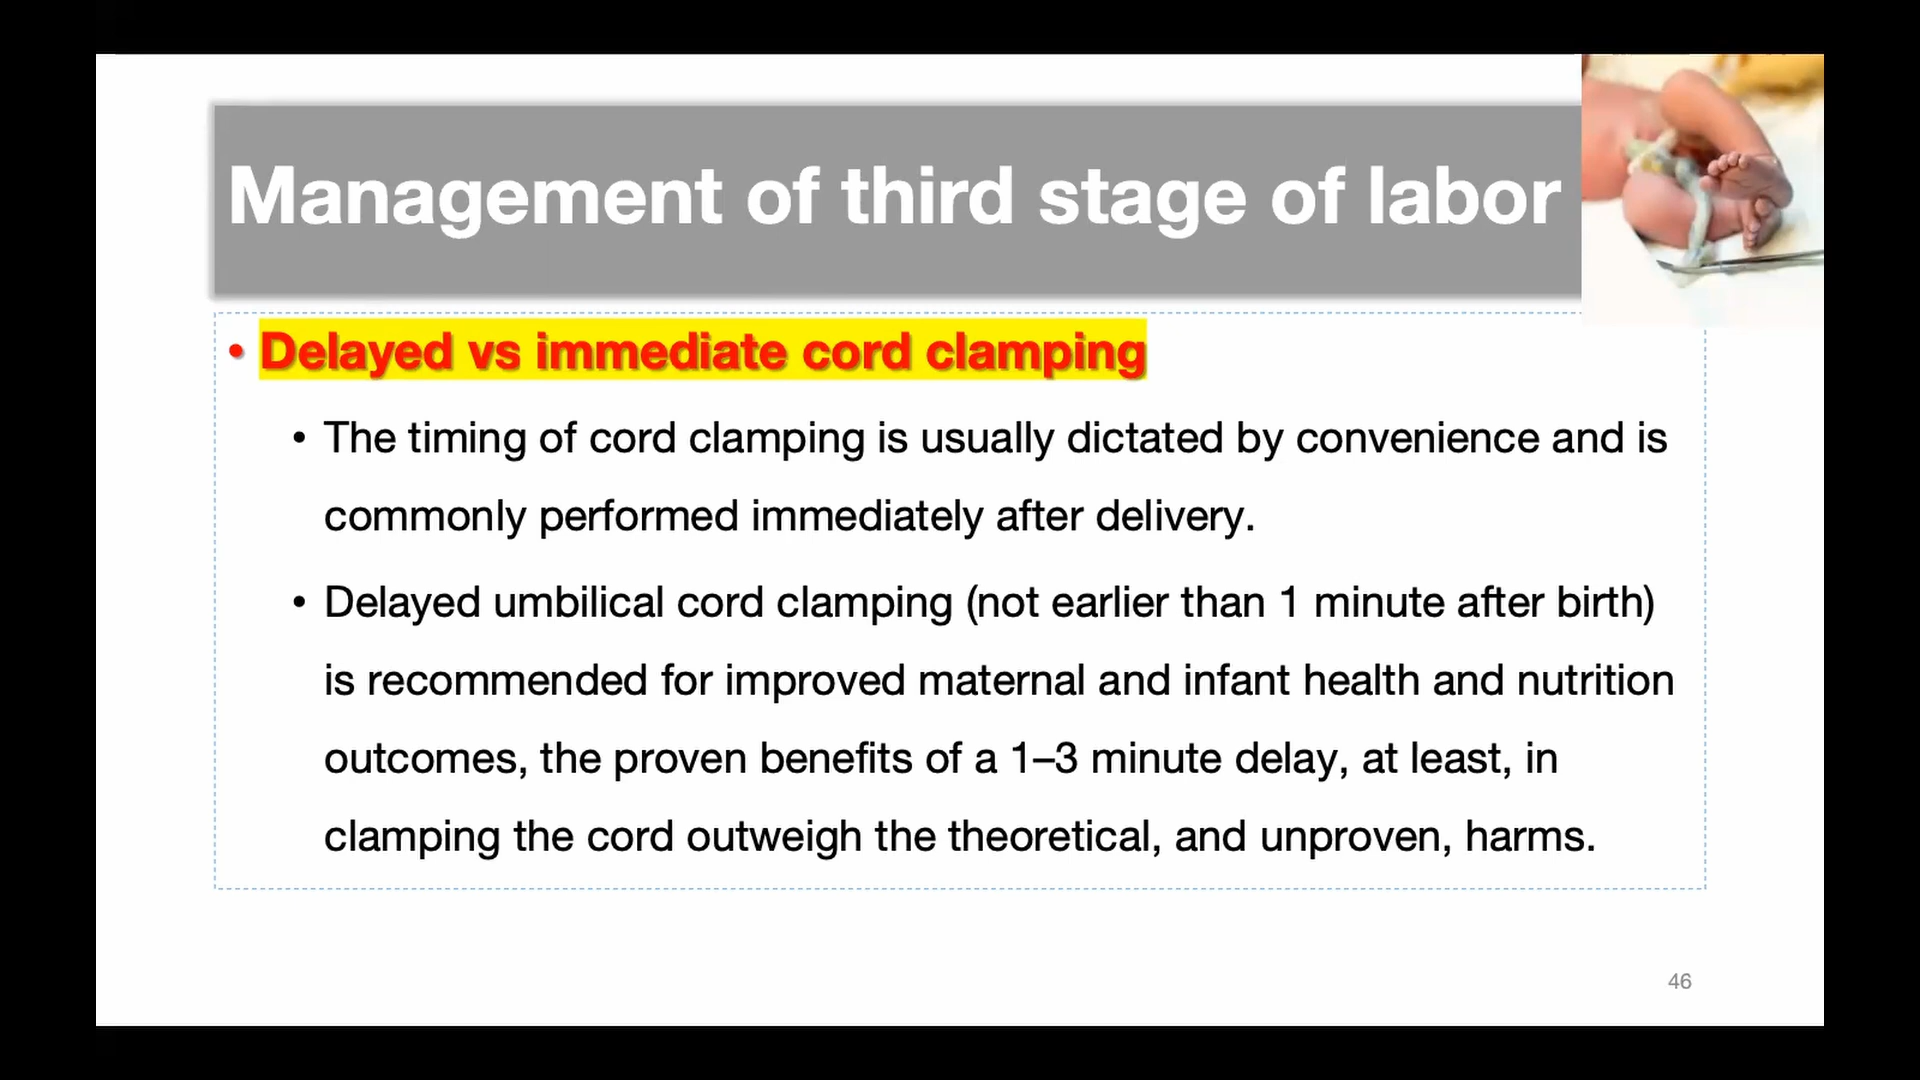 Management of third stage of labor
• Delayed vs immediate cord clamping
• The timing of cord clamping is usually dictated by convenience and is
commonly performed immediately after delivery.
• Delayed umbilical cord clamping (not earlier than 1 minute after birth)
is recommended for improved maternal and infant health and nutrition
outcomes, the proven benefits of a 1–3 minute delay, at least, in
clamping the cord outweigh the theoretical, and unproven, harms.
46